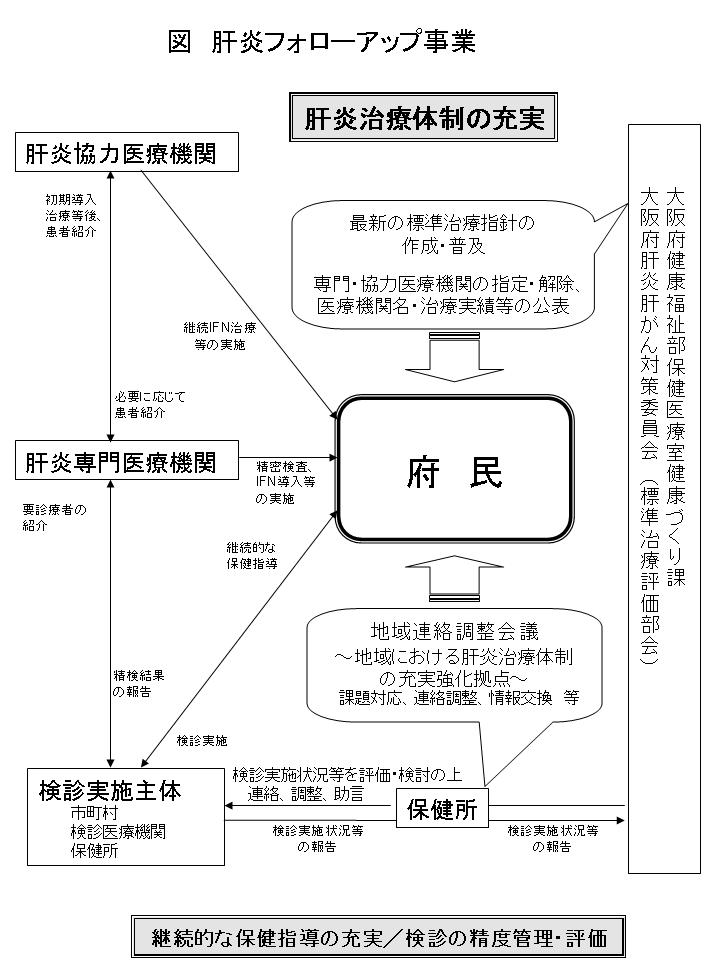 図　肝炎フォローアップ事業
肝炎治療体制の充実
肝炎協力医療機関
初期導入
治療等後、
患者紹介
継続IFN治療
等の実施
必要に応じて
患者紹介
最新の標準治療指針の
作成・普及
専門・協力医療機関の指定・解除、
医療機関名・治療実績等の公表
大阪府健康福祉部保健医療室健康づくり課
大阪府肝炎肝がん対策委員会（標準治療評価部会）
肝炎専門医療機関
精密検査、
IFN導入等
の実施
府　民
要診療者の
紹介
継続的な
保健指導
精検結果
の報告
検診実施
地域連絡調整会議
～地域における肝炎治療体制
の充実強化拠点～
課題対応、連絡調整、情報交換　等
検診実施主体
市町村
検診医療機関
保健所
検診実施状況等を評価・検討の上
連絡、調整、助言
保健所
検診実施状況等
の報告
検診実施状況等
の報告
継続的な保健指導の充実／検診の精度管理・評価